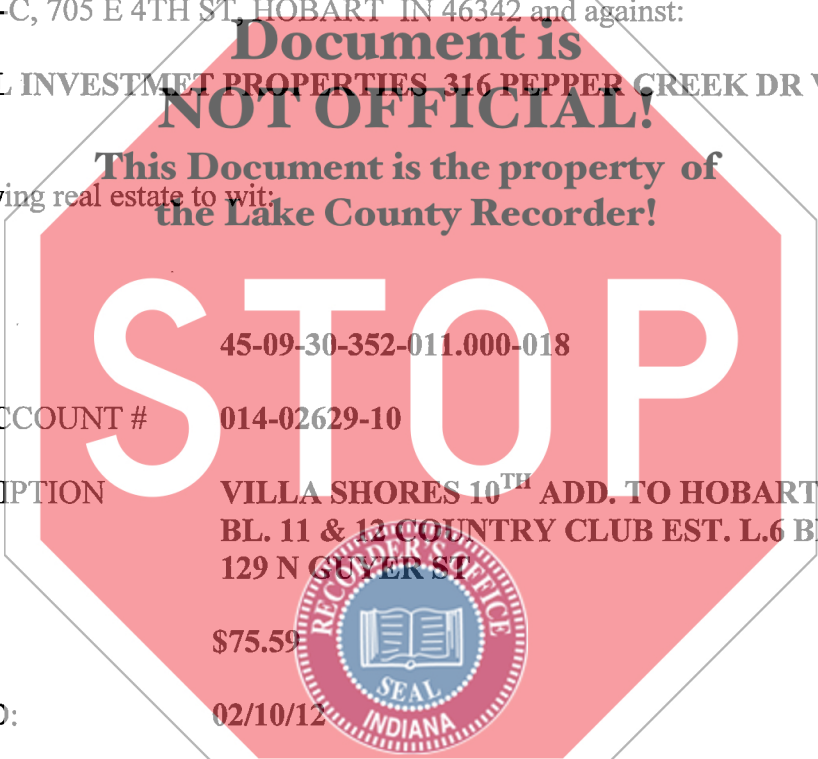 -C, 705 E 4TH ST, HOBART IN 46342 and against:
Document is
L INVESTMET PROPERTIES 316 PEPPER CREEK DR V
NOT OFFICIAL!
This Document is the property of
ving real estate to wit:
the Lake County Recorder!
STOP
45-09-30-352-011.000-018
CCOUNT # 014-02629-10
IPTION VILLA SHORES 10TH ADD. TO HOBART
BL. 11 & 12 COUNTRY CLUB EST. L.6 BL
129 N GUYER ST
RECORDER'S OFFICE
$75.59
SEAL
D: 02/10/12
INDIANA